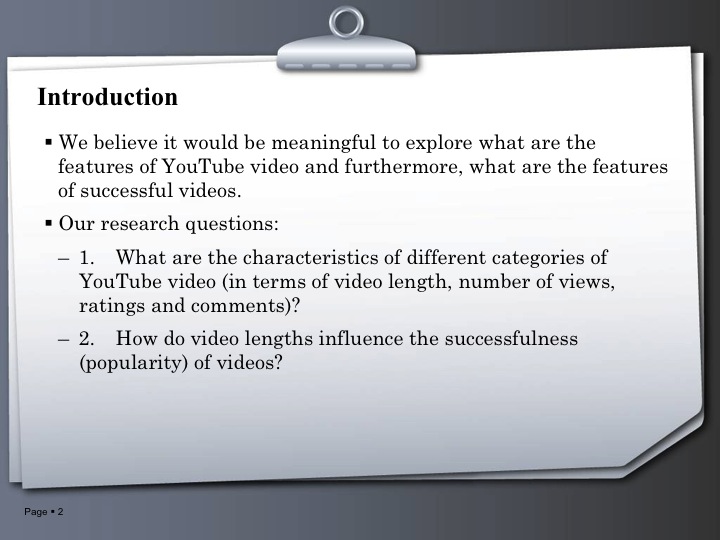 Introduction
▪ We believe it would be meaningful to explore what are the
features of YouTube video and furthermore, what are the features
of successful videos.
▪ Our research questions:
– 1. What are the characteristics of different categories of
YouTube video (in terms of video length, number of views,
ratings and comments)?
– 2. How do video lengths influence the successfulness
(popularity) of videos?
Page ▪ 2